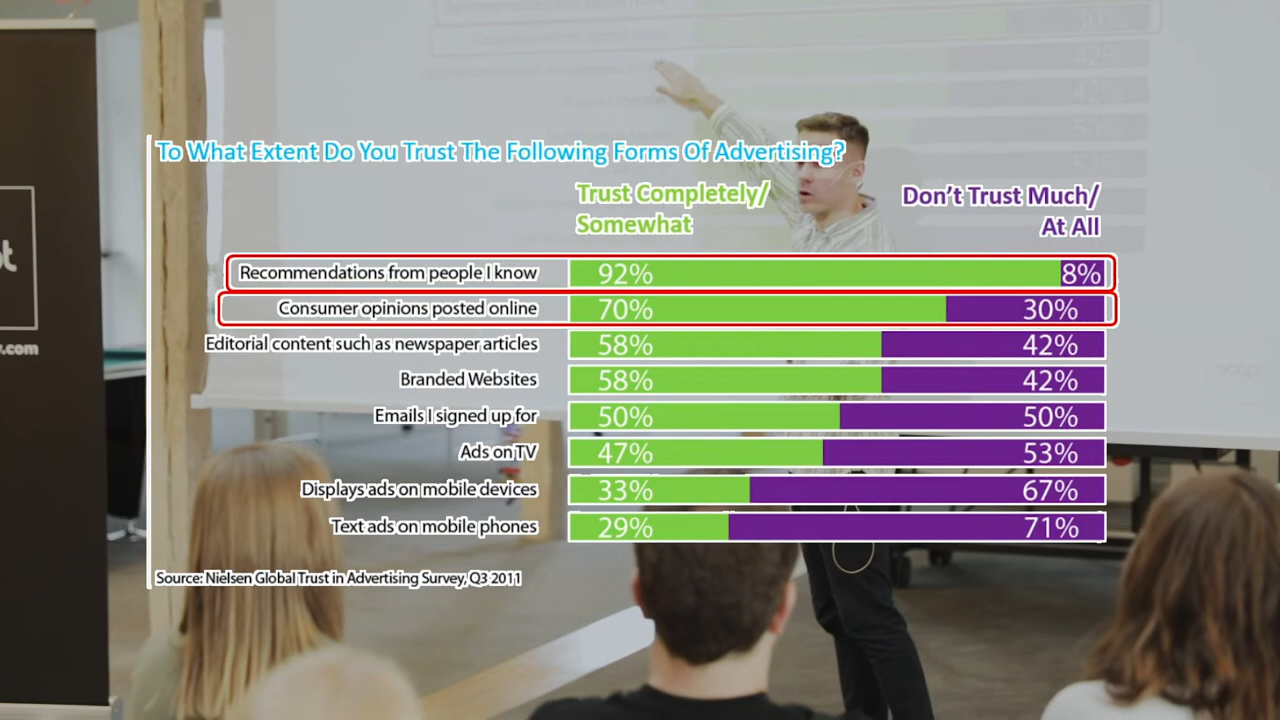 To What Extent Do You Trust The Following Forms Of Advertising?
Trust Completely/
Somewhat
Don't Trust Much/
At All
Recommendations from people I know 92% 8%
Consumer opinions posted online 70% 30%
Editorial content such as newspaper articles 58% 42%
Branded Websites 58% 42%
Emails I signed up for 50% 50%
Ads on TV 47% 53%
Displays ads on mobile devices 33% 67%
Text ads on mobile phones 29% 71%
Source: Nielsen Global Trust in Advertising Survey, Q3 2011
.com